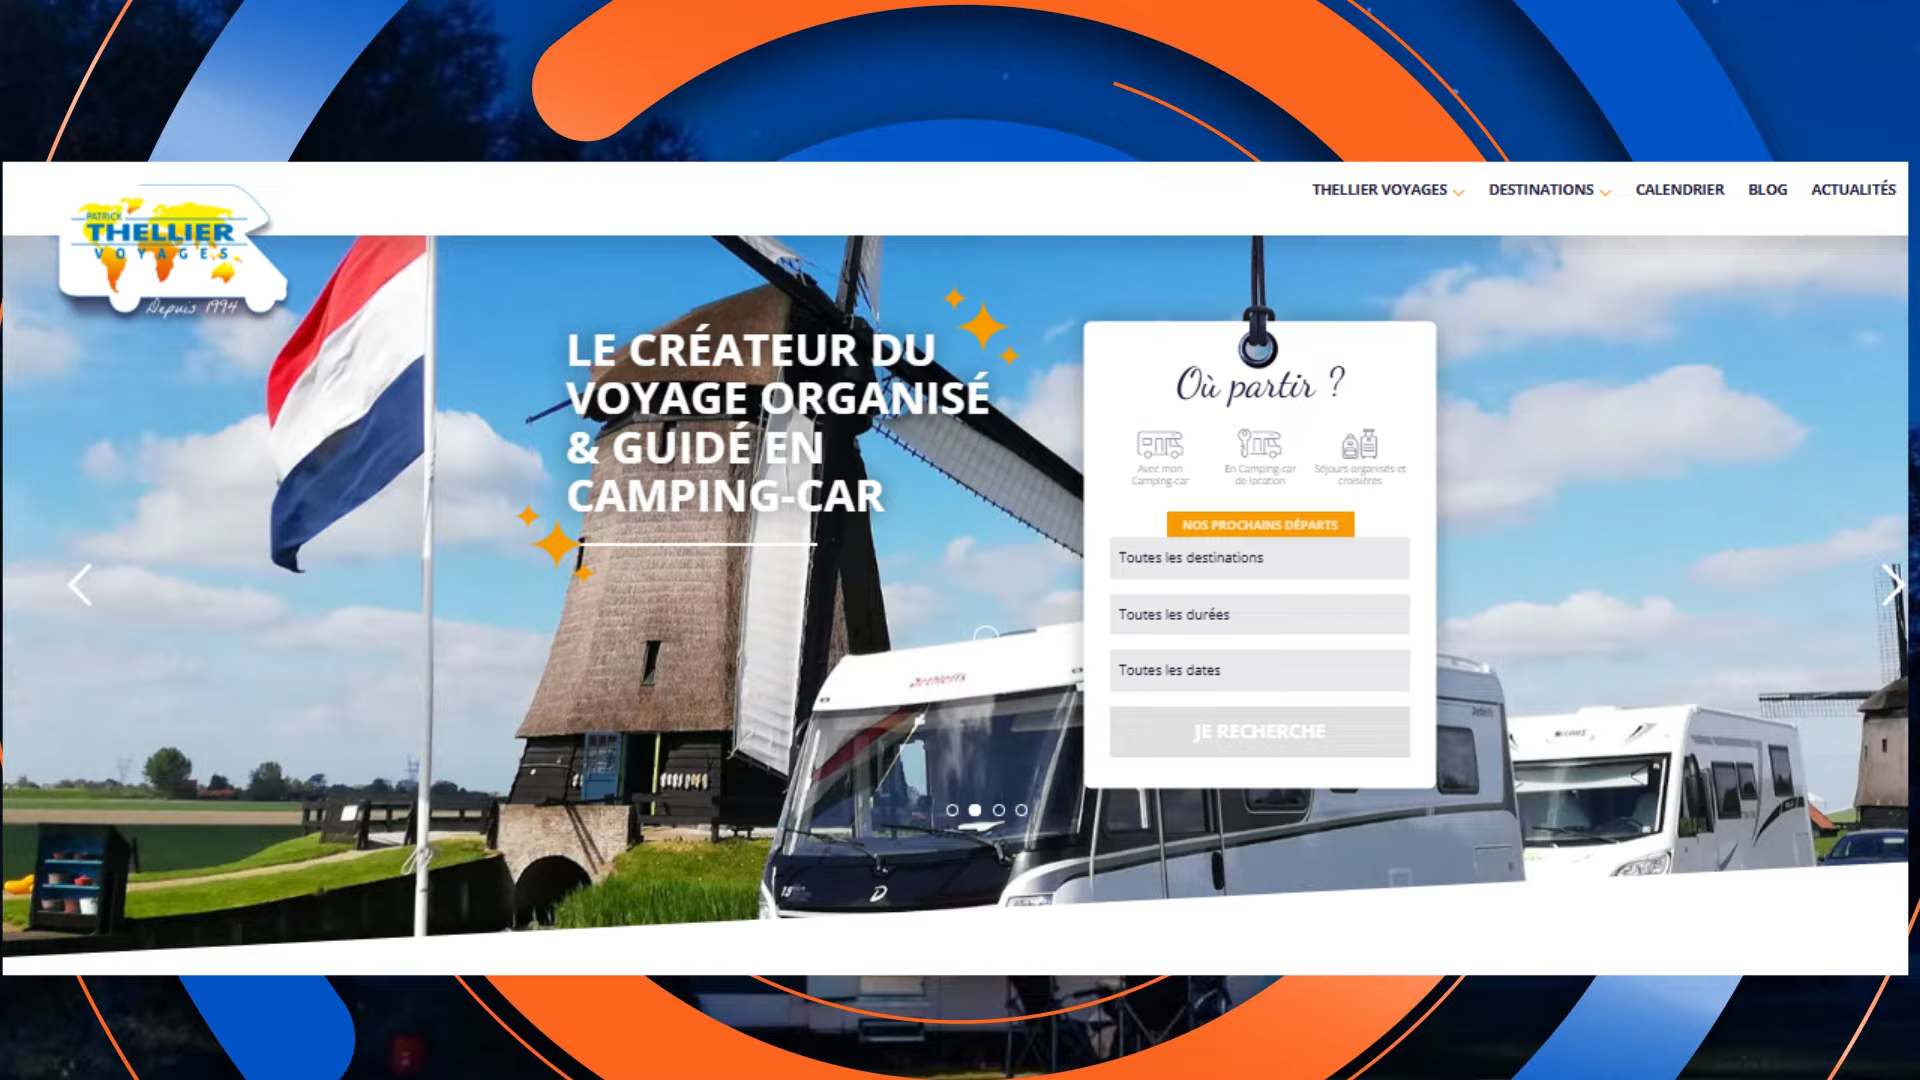 THELLIER VOYAGES
DESTINATIONS
CALENDRIER
BLOG
ACTUALITÉS
PATRICK
THELLIER
VOYAGES
Depuis 1994
LE CRÉATEUR DU
VOYAGE ORGANISÉ
& GUIDÉ EN
CAMPING-CAR
Où partir ?
Avec mon
Camping-car
En Camping-car
de location
Séjours organisés et
croisières
NOS PROCHAINS DÉPARTS
Toutes les destinations
Toutes les durées
Toutes les dates
JE RECHERCHE
Dethleffs